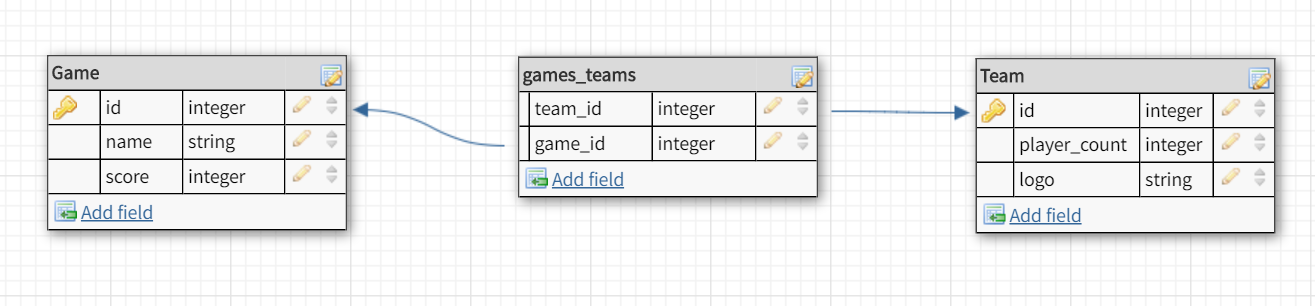 Game
id integer
name string
score integer
Add field
games_teams
team_id integer
game_id integer
Add field
Team
id integer
player_count integer
logo string
Add field